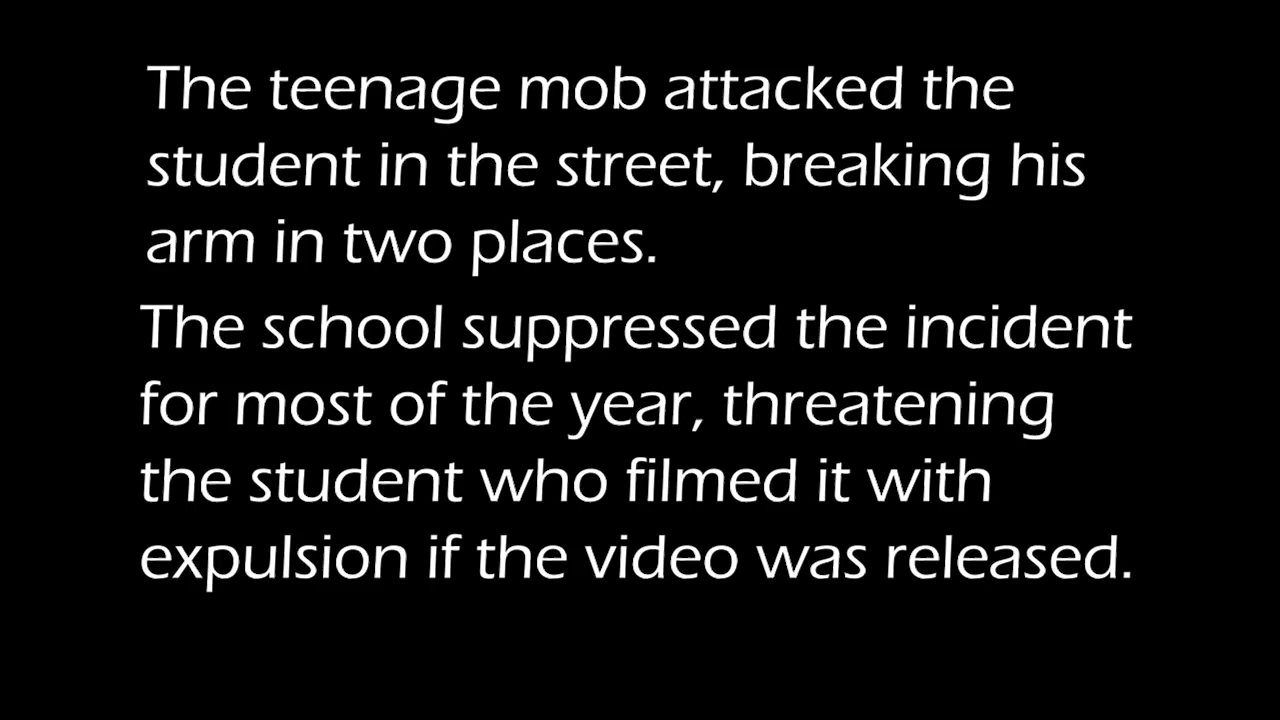 The teenage mob attacked the
student in the street, breaking his
arm in two places.
The school suppressed the incident
for most of the year, threatening
the student who filmed it with
expulsion if the video was released.